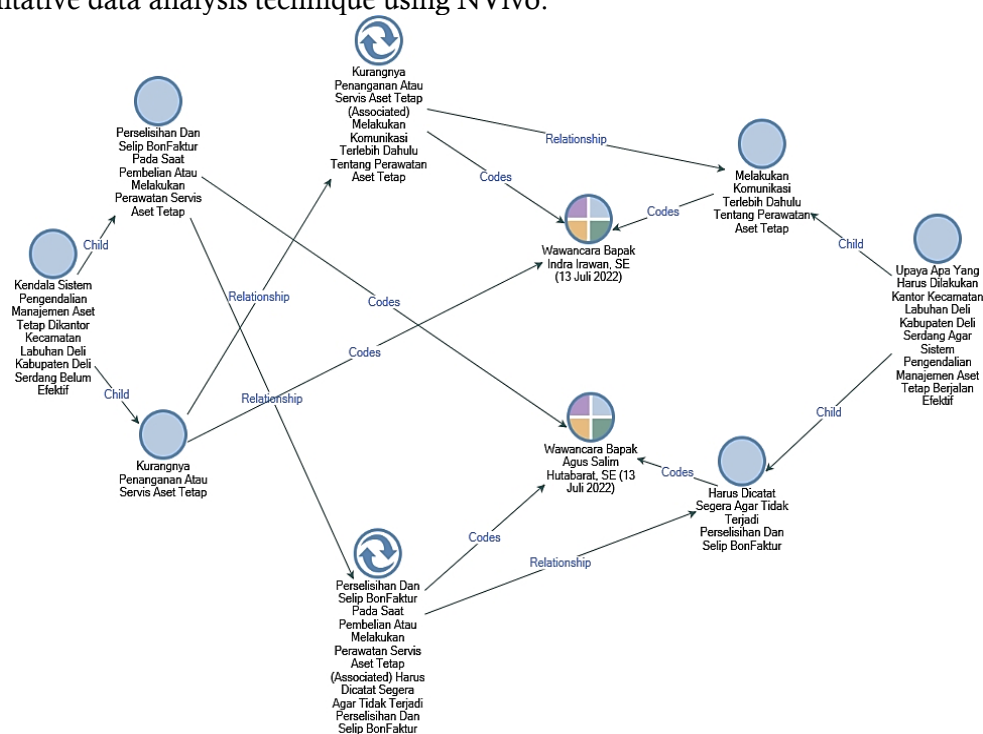 ntative data analysis technique using NVivo.
Kurangnya
Penanganan Atau
Servis Aset Tetap
(Associated)
Melakukan
Komunikasi
Terlebih Dahulu
Tentang Perawatan
Aset Tetap
Perselisihan Dan
Selip BonFaktur
Pada Saat
Pembelian Atau
Melakukan
Perawatan Servis
Aset Tetap
Relationship
Codes
Melakukan
Komunikasi
Terlebih Dahulu
Tentang Perawatan
Aset Tetap
Codes
Wawancara Bapak
Indra Irawan, SE
(13 Juli 2022)
Child
Kendala Sistem
Pengendalian
Manajemen Aset
Tetap Dikantor
Kecamatan
Labuhan Deli
Kabupaten Deli
Serdang Belum
Efektif
Child
Upaya Apa Yang
Harus Dilakukan
Kantor Kecamatan
Labuhan Deli
Kabupaten Deli
Serdang Agar
Sistem
Pengendalian
Manajemen Aset
Tetap Berjalan
Efektif
Relationship
Codes
Codes
Child
Relationship
Child
Kurangnya
Penanganan Atau
Servis Aset Tetap
Wawancara Bapak
Agus Salim
Hutabarat, SE (13
Juli 2022)
Codes
Harus Dicatat
Segera Agar Tidak
Terjadi
Perselisihan Dan
Selip BonFaktur
Codes
Relationship
Perselisihan Dan
Selip BonFaktur
Pada Saat
Pembelian Atau
Melakukan
Perawatan Servis
Aset Tetap
(Associated) Harus
Dicatat Segera
Agar Tidak Terjadi
Perselisihan Dan
Selip BonFaktur